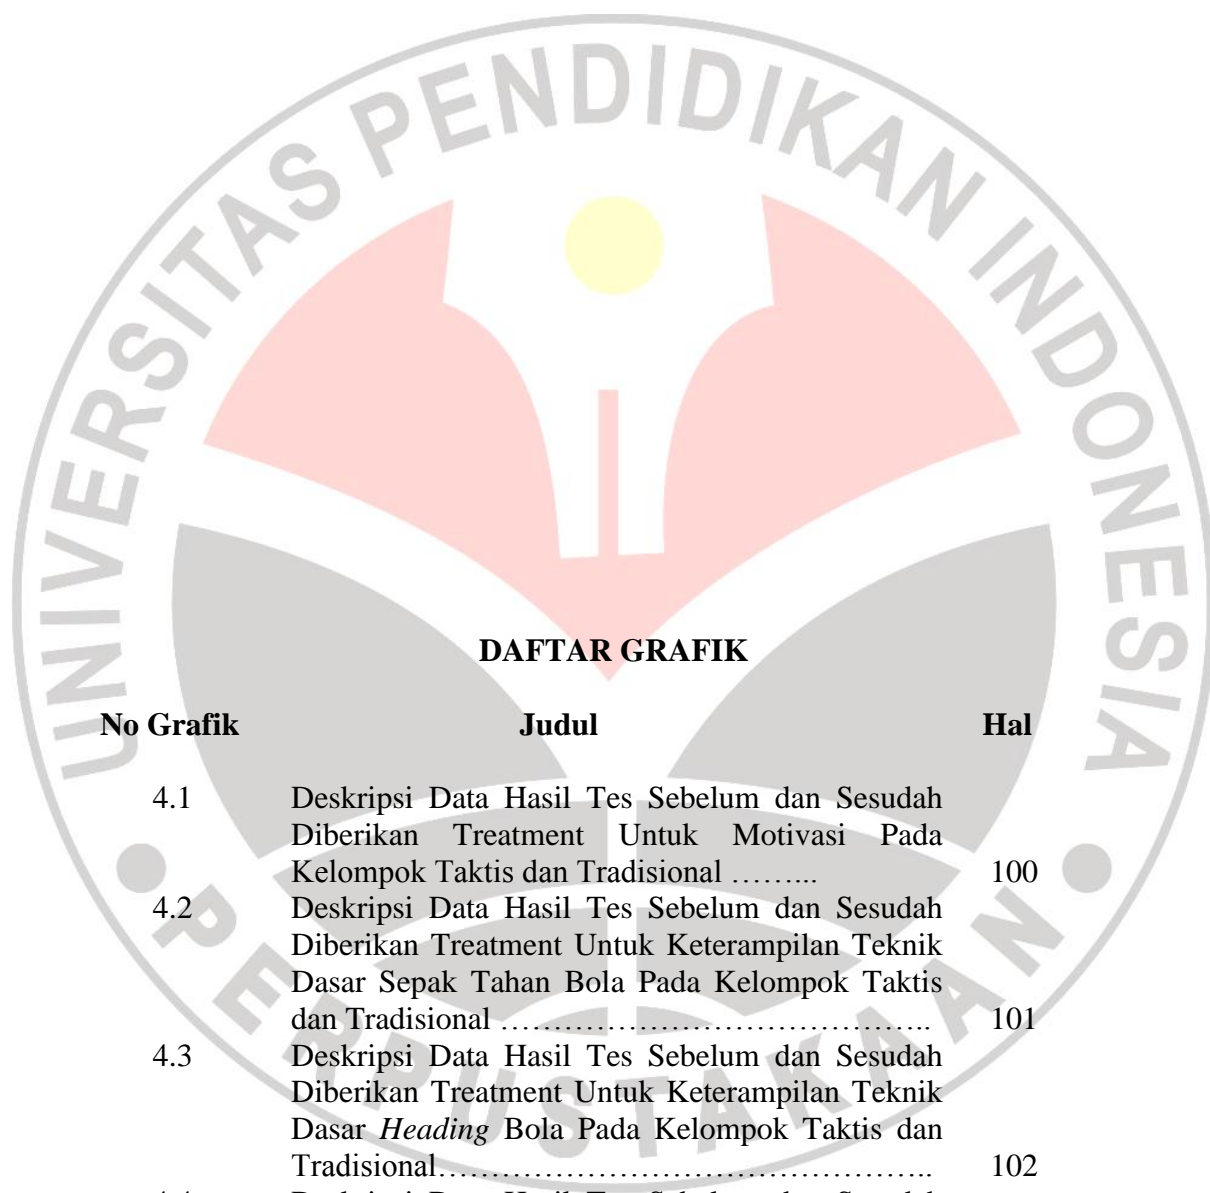 UNIVERSITAS PENDIDIKAN INDONESIA
DAFTAR GRAFIK
No Grafik Judul Hal
4.1 Deskripsi Data Hasil Tes Sebelum dan Sesudah
Diberikan Treatment Untuk Motivasi Pada
Kelompok Taktis dan Tradisional ……... 100
4.2 Deskripsi Data Hasil Tes Sebelum dan Sesudah
Diberikan Treatment Untuk Keterampilan Teknik
Dasar Sepak Tahan Bola Pada Kelompok Taktis
dan Tradisional ………………………………….. 101
4.3 Deskripsi Data Hasil Tes Sebelum dan Sesudah
Diberikan Treatment Untuk Keterampilan Teknik
Dasar Heading Bola Pada Kelompok Taktis dan
Tradisional……………………………………….. 102
PERPUSTAKAAN